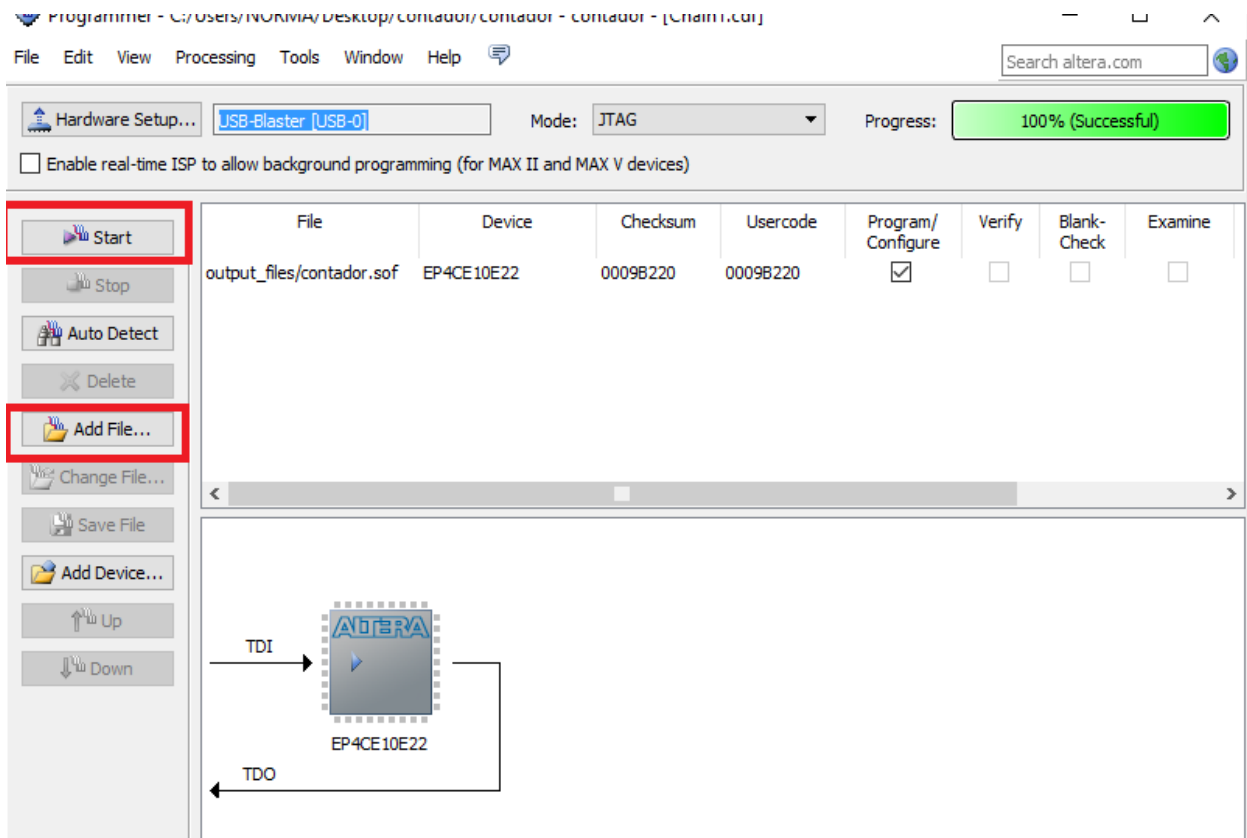 Programmer - C:/Users/NORMA/Desktop/contador/contador - contador - [Chain1.cdf]
File Edit View Processing Tools Window Help
Search altera.com
Hardware Setup... USB-Blaster [USB-0] Mode: JTAG Progress: 100% (Successful)
Enable real-time ISP to allow background programming (for MAX II and MAX V devices)
Start
Stop
Auto Detect
Delete
Add File...
Change File...
Save File
Add Device...
Up
Down
File Device Checksum Usercode Program/ Verify Blank- Examine
Configure Check
output_files/contador.sof EP4CE10E22 0009B220 0009B220
ALTERA
TDI
EP4CE10E22
TDO